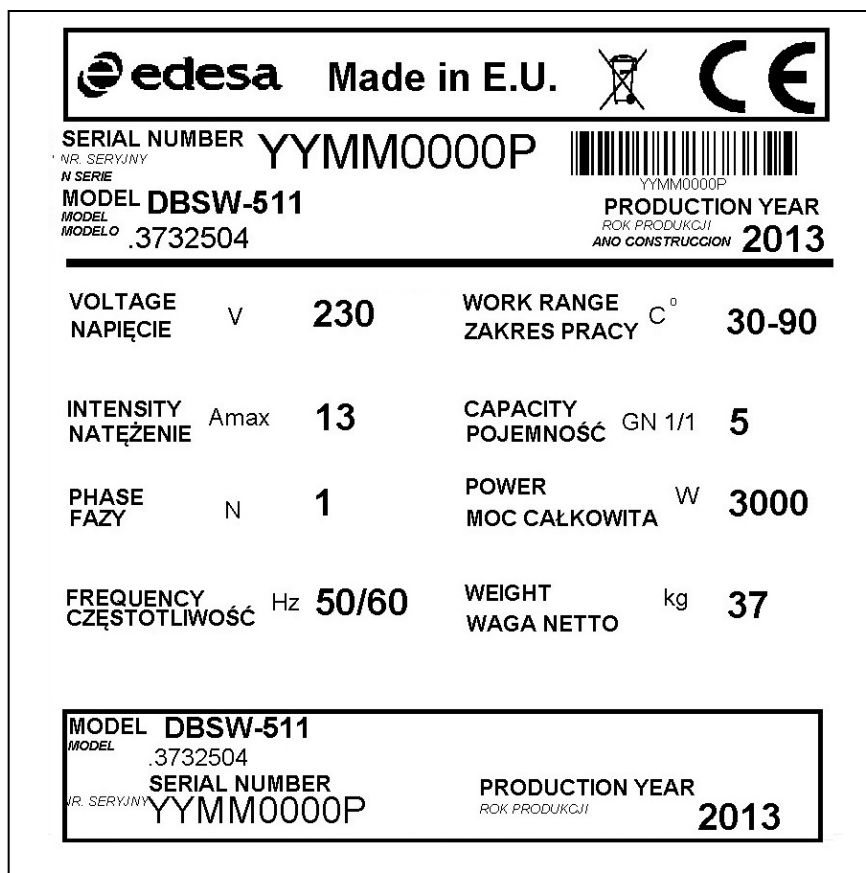 edesa Made in E.U. CE
SERIAL NUMBER YYMM0000P
NR. SERYJNY
N SERIE
YYMM0000P
MODEL DBSW-511
MODEL
MODELO .3732504
PRODUCTION YEAR
ROK PRODUKCJI
ANO CONSTRUCCION 2013
VOLTAGE V 230
NAPIĘCIE
WORK RANGE C° 30-90
ZAKRES PRACY
INTENSITY Amax 13
NATĘŻENIE
CAPACITY GN 1/1 5
POJEMNOŚĆ
PHASE N 1
FAZY
POWER W 3000
MOC CAŁKOWITA
FREQUENCY Hz 50/60
CZĘSTOTLIWOŚĆ
WEIGHT kg 37
WAGA NETTO
MODEL DBSW-511
MODEL
.3732504
SERIAL NUMBER
NR. SERYJNY YYMM0000P
PRODUCTION YEAR
ROK PRODUKCJI
2013